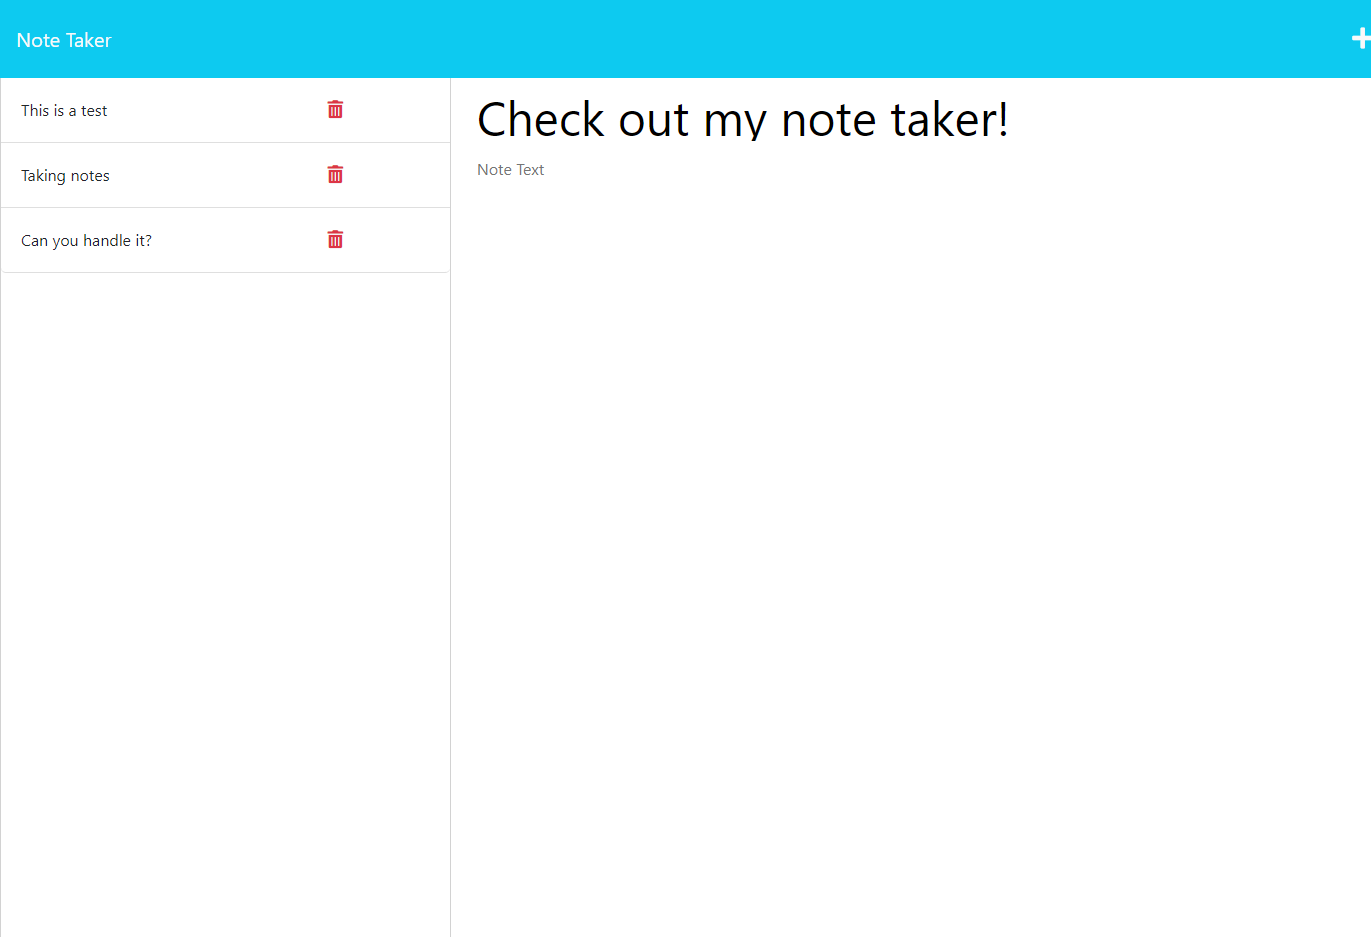 Note Taker
This is a test
Taking notes
Can you handle it?
Check out my note taker!
Note Text